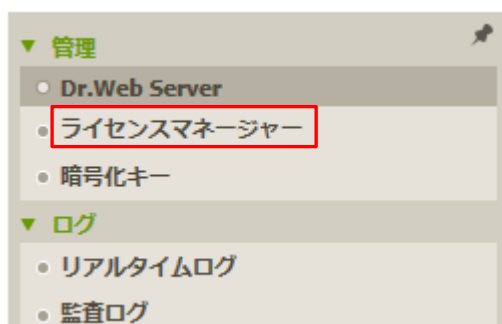 管理
Dr.Web Server
ライセンスマネージャー
暗号化キー
ログ
リアルタイムログ
監査ログ